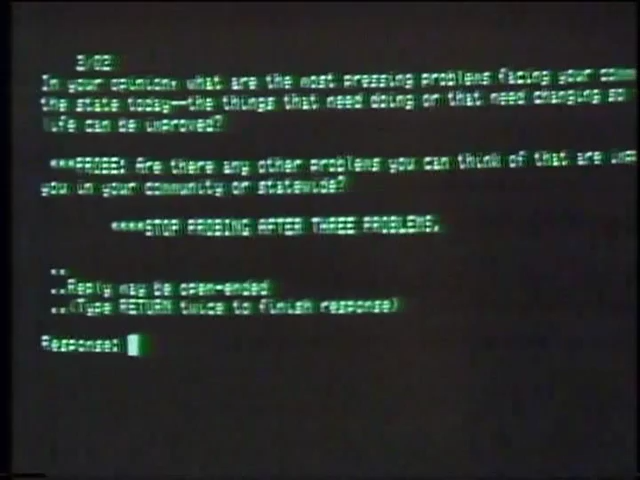 3/02
In your opinion, what are the most pressing problems facing your com
the state today--the things that need doing or that need changing so
life can be improved?
***PROBE: Are there any other problems you can think of that are
you in your community or statewide?
****STOP PROBING AFTER THREE PROBLEMS.
..
..Reply may be open-ended
..(Type RETURN twice to finish response)
Response: